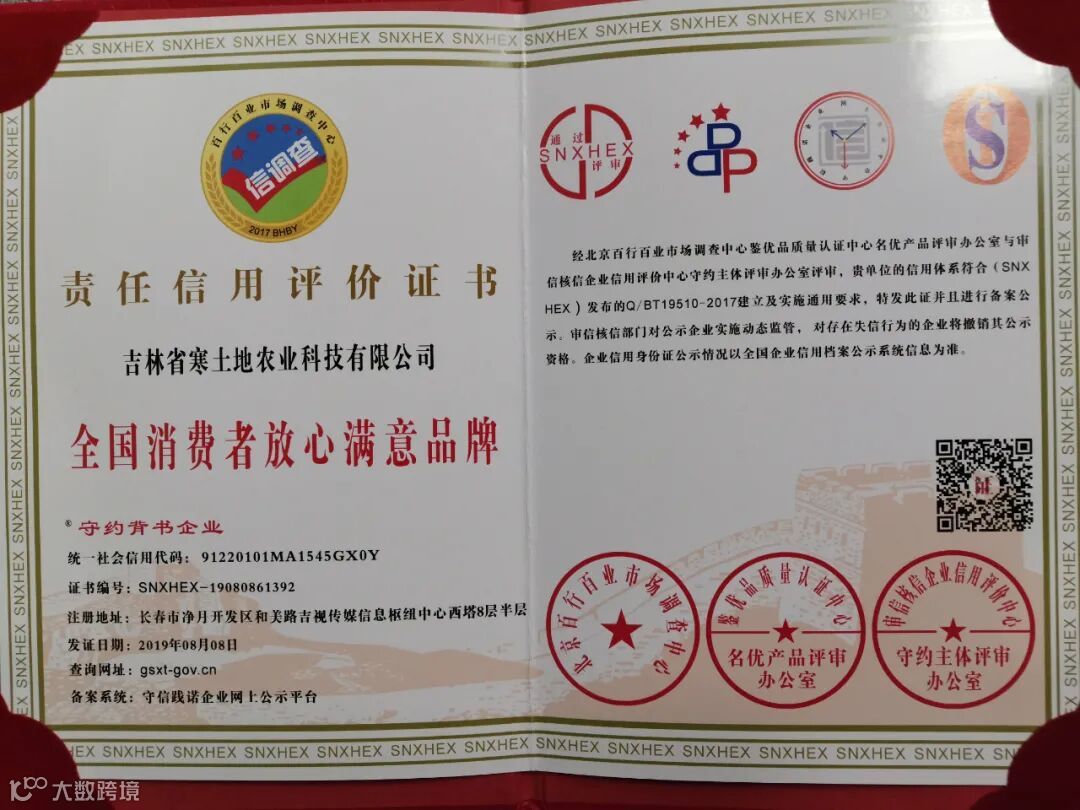 百行百业市场调查中心
信调查
2017 BHBY
责任信用评价证书
吉林省寒土地农业科技有限公司
全国消费者放心满意品牌
®守约背书企业
统一社会信用代码：91220101MA1545GX0Y
证书编号：SNXHEX-19080861392
注册地址：长春市净月开发区和美路吉视传媒信息枢纽中心西塔8层半层
发证日期：2019年08月08日
查询网址：gsxt-gov.cn
备案系统：守信践诺企业网上公示平台
通过
SNXHEX
评审
信
S
经北京百行百业市场调查中心鉴优品质量认证中心名优产品评审办公室与审
信核信企业信用评价中心守约主体评审办公室评审，贵单位的信用体系符合（SNX
HEX）发布的Q/BT19510-2017建立及实施通用要求，特发此证并且进行备案公
示。审信核信部门对公示企业实施动态监管， 对存在失信行为的企业将撤销其公示
资格。企业信用身份证公示情况以全国企业信用档案公示系统信息为准。
证
北京百行百业市场调查中心
鉴优品质量认证中心
名优产品评审
办公室
审信核信企业信用评价中心
守约主体评审
办公室
SNXHEX SNXHEX SNXHEX SNXHEX SNXHEX SNXHEX
大数跨境